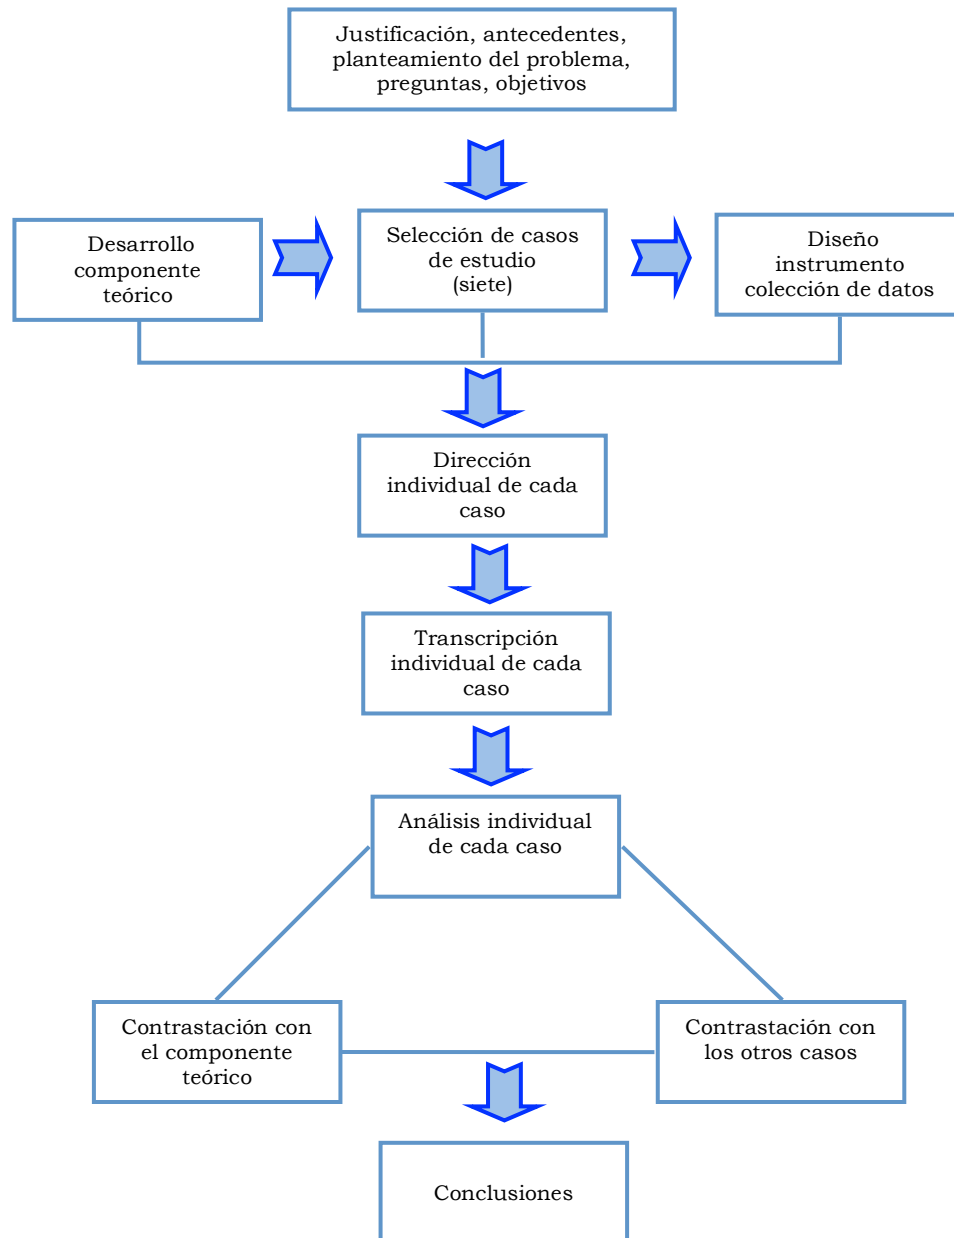 Justificación, antecedentes,
planteamiento del problema,
preguntas, objetivos
Desarrollo
componente
teórico
Selección de casos
de estudio
(siete)
Diseño
instrumento
colección de datos
Dirección
individual de cada
caso
Transcripción
individual de cada
caso
Análisis individual
de cada caso
Contrastación con
el componente
teórico
Contrastación con
los otros casos
Conclusiones